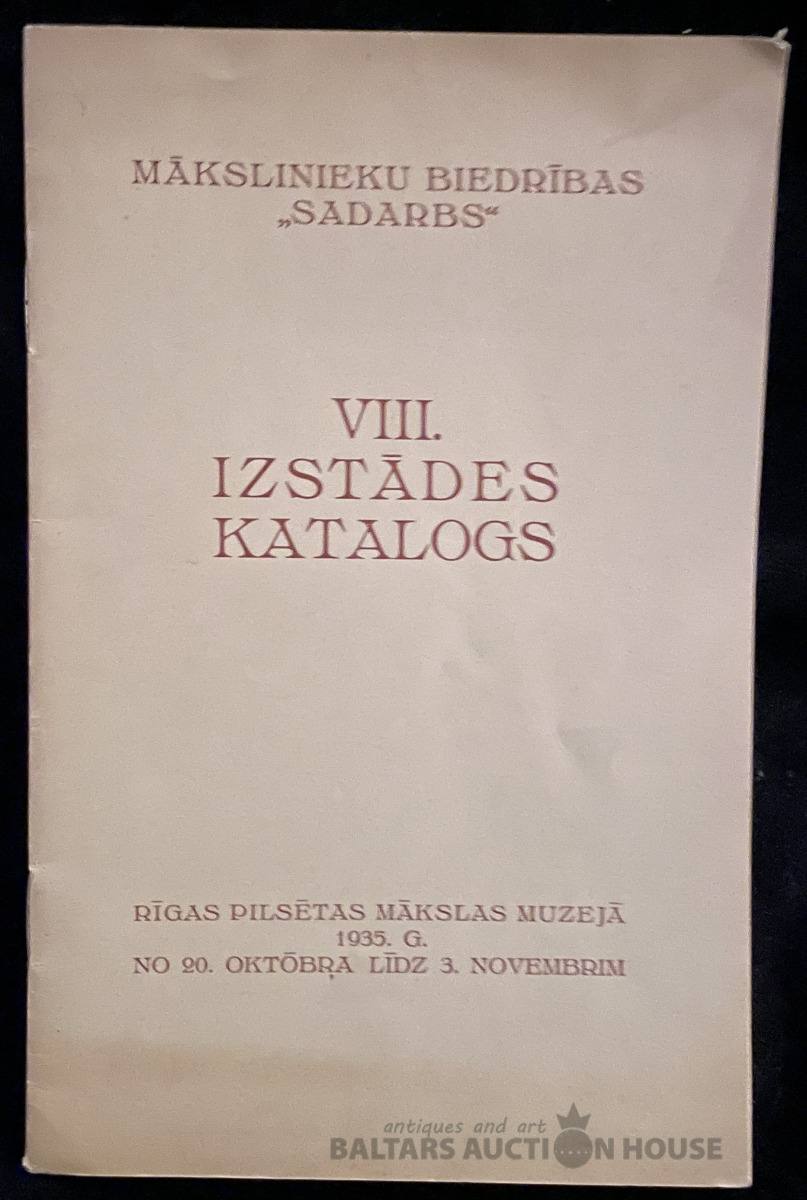 MĀKSLINIEKU BIEDRĪBAS
„SADARBS“
VIII.
IZSTĀDES
KATALOGS
RĪGAS PILSĒTAS MĀKSLAS MUZEJĀ
1935. G.
NO 20. OKTŌBŖA LĪDZ 3. NOVEMBRIM
antiques and art
BALTARS AUCTION HOUSE